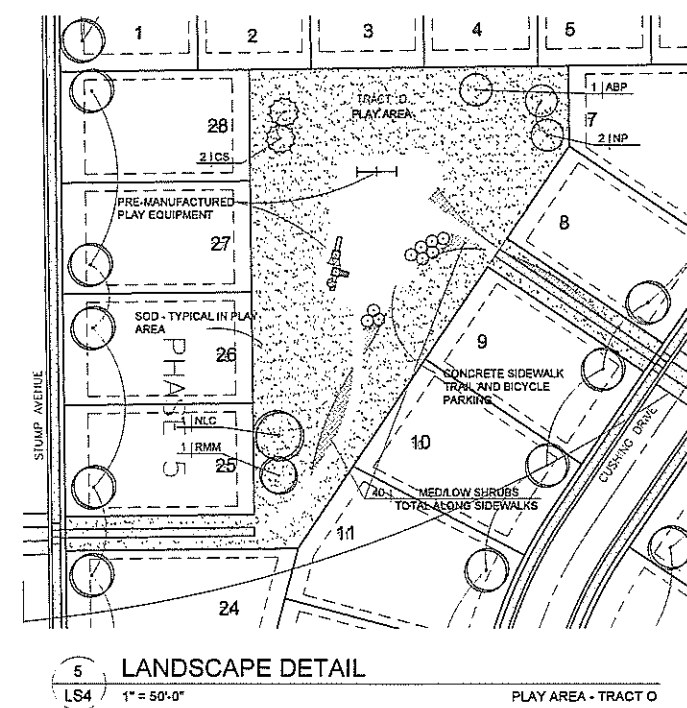 1
2
3
4
5
TRACT O
PLAY AREA
1 ABP
28
7
2 CS
2 NP
PRE-MANUFACTURED
PLAY EQUIPMENT
8
27
SOD - TYPICAL IN PLAY
AREA
9
26
PHASE 5
CONCRETE SIDEWALK
TRAIL AND BICYCLE
PARKING
STUMP AVENUE
1 NLC
10
CUSHING DRIVE
1 RMM
25
40 MED/LOW SHRUBS
TOTAL ALONG SIDEWALKS
11
24
5
LS4
LANDSCAPE DETAIL
1" = 50'-0"
PLAY AREA - TRACT O